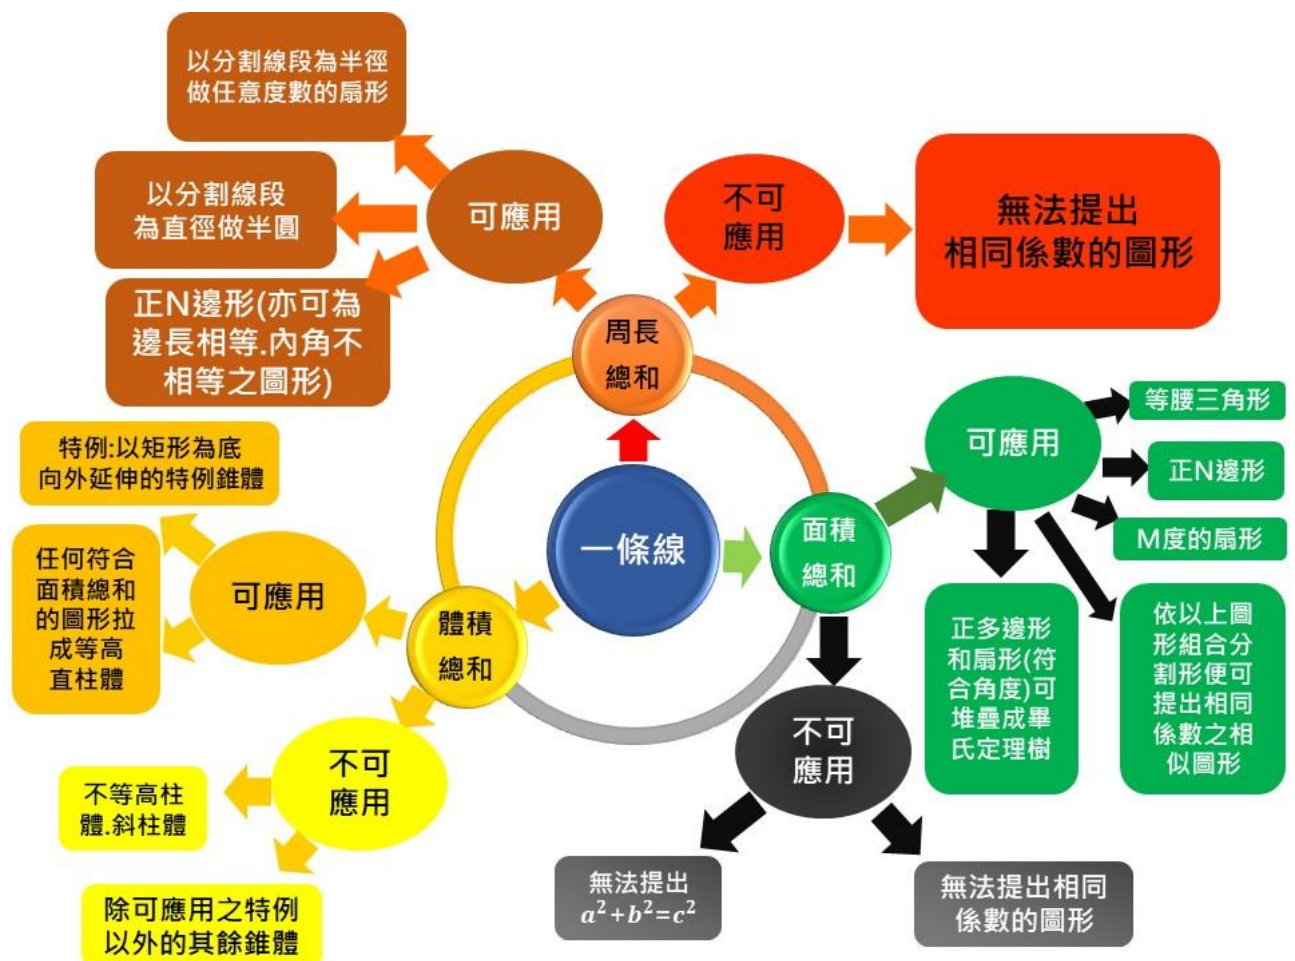 以分割線段為半徑
做任意度數的扇形
以分割線段
為直徑做半圓
正N邊形(亦可為
邊長相等.內角不
相等之圖形)
可應用
不可
應用
無法提出
相同係數的圖形
周長
總和
一條線
面積
總和
可應用
等腰三角形
正N邊形
M度的扇形
正多邊形
和扇形(符
合角度)可
堆疊成畢
氏定理樹
依以上圖
形組合分
割形便可
提出相同
係數之相
似圖形
不可
應用
無法提出
a²+b²=c²
無法提出相同
係數的圖形
體積
總和
可應用
特例:以矩形為底
向外延伸的特例錐體
任何符合
面積總和
的圖形拉
成等高
直柱體
不可
應用
不等高柱
體.斜柱體
除可應用之特例
以外的其餘錐體